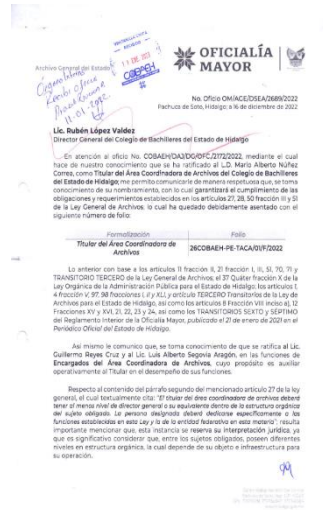 Archivo General del Estado
OFICIALÍA
MAYOR
COBAEH
11-01-2022
No. Oficio OM/AGE/DSEA/2689/2022
Pachuca de Soto, Hidalgo; a 16 de diciembre de 2022
Lic. Rubén López Valdez
Director General del Colegio de Bachilleres del Estado de Hidalgo
En atención al oficio No. COBAEH/DAJ/DG/DFC/2172/2022, mediante el cual
hace de nuestro conocimiento que se ha ratificado al L.D. Mario Alberto Núñez
Correa, como Titular del Área Coordinadora de Archivos del Colegio de Bachilleres
del Estado de Hidalgo; me permito comunicarle de manera respetuosa, que se toma
conocimiento de su nombramiento, con lo cual garantizará el cumplimiento de las
obligaciones y requerimientos establecidos en los artículos 27, 28, 50 fracción III y 51
de la Ley General de Archivos; lo cual ha quedado debidamente asentado con el
siguiente número de folio:
Formalización Folio
Titular del Área Coordinadora de
Archivos 26COBAEH-PE-TACA/01/F/2022
Lo anterior con base a los artículos 11 fracción II, 21 fracción I, III, 51, 70, 71 y
TRANSITORIO TERCERO de la Ley General de Archivos; el 37 Quáter fracción X de la
Ley Orgánica de la Administración Pública para el Estado de Hidalgo; los artículos 1,
4 fracción V, 97, 98 fracciones I, II y XLI, y artículo TERCERO Transitorios de la Ley de
Archivos para el Estado de Hidalgo, así como los artículos 8 Fracción VIII inciso a), 12
Fracciones XV y XVI, 21, 22, 23 y 24, así como los TRANSITORIOS SEXTO y SÉPTIMO
del Reglamento Interior de la Oficialía Mayor, publicado el 21 de enero de 2021 en el
Periódico Oficial del Estado de Hidalgo.
Así mismo le comunico que, se toma conocimiento de que se ratifica al Lic.
Guillermo Reyes Cruz y al Lic. Luis Alberto Segovia Aragón, en las funciones de
Encargados del Área Coordinadora de Archivos, cuyo propósito es auxiliar
operativamente al Titular en el desempeño de sus funciones.
Respecto al contenido del párrafo segundo del mencionado artículo 27 de la ley
general, el cual textualmente cita: "El titular del área coordinadora de archivos deberá
tener al menos nivel de director general o su equivalente dentro de la estructura orgánica
del sujeto obligado. La persona designada deberá dedicarse específicamente a las
funciones establecidas en esta Ley y la de la entidad federativa en esta materia"; resulta
importante mencionar que, esta instancia se reserva su interpretación jurídica, ya
que es significativo considerar que, entre los sujetos obligados, poseen diferentes
niveles en estructura orgánica, la cual depende de su objeto e infraestructura para
su operación.